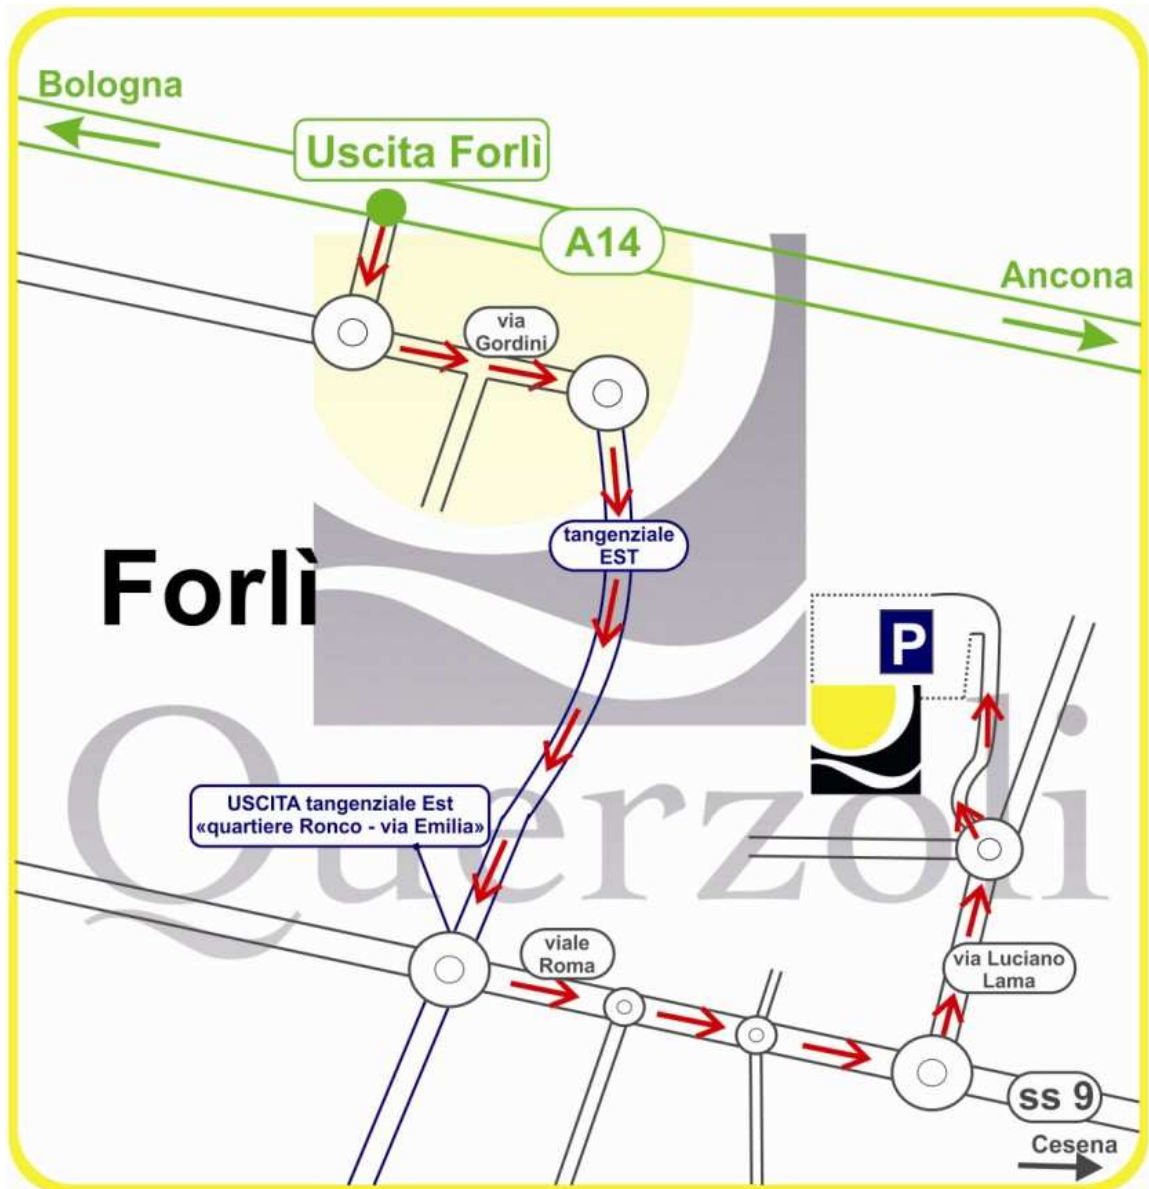 Bologna
Uscita Forlì
A14
Ancona
via
Gordini
tangenziale
EST
Forlì
P
USCITA tangenziale Est
«quartiere Ronco - via Emilia»
Querzoli
viale
Roma
via Luciano
Lama
ss 9
Cesena